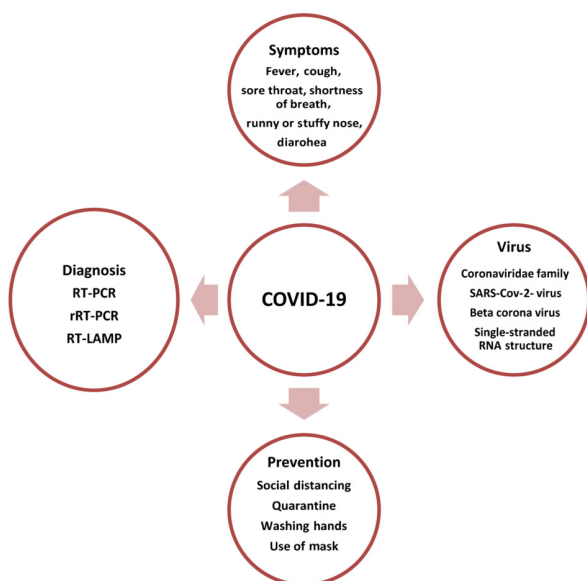 Symptoms
Fever, cough,
sore throat, shortness
of breath,
runny or stuffy nose,
diarohea
Diagnosis
RT-PCR
rRT-PCR
RT-LAMP
COVID-19
Virus
Coronaviridae family
SARS-Cov-2- virus
Beta corona virus
Single-stranded
RNA structure
Prevention
Social distancing
Quarantine
Washing hands
Use of mask